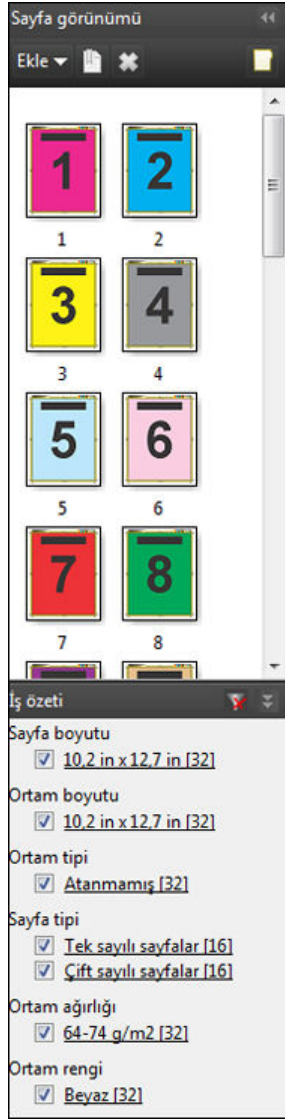 Sayfa görünümü
Ekle
1 2
1 2
3 4
3 4
5 6
5 6
7 8
7 8
İş özeti
Sayfa boyutu
10,2 in x 12,7 in [32]
Ortam boyutu
10,2 in x 12,7 in [32]
Ortam tipi
Atanmamış [32]
Sayfa tipi
Tek sayılı sayfalar [16]
Çift sayılı sayfalar [16]
Ortam ağırlığı
64-74 g/m2 [32]
Ortam rengi
Beyaz [32]